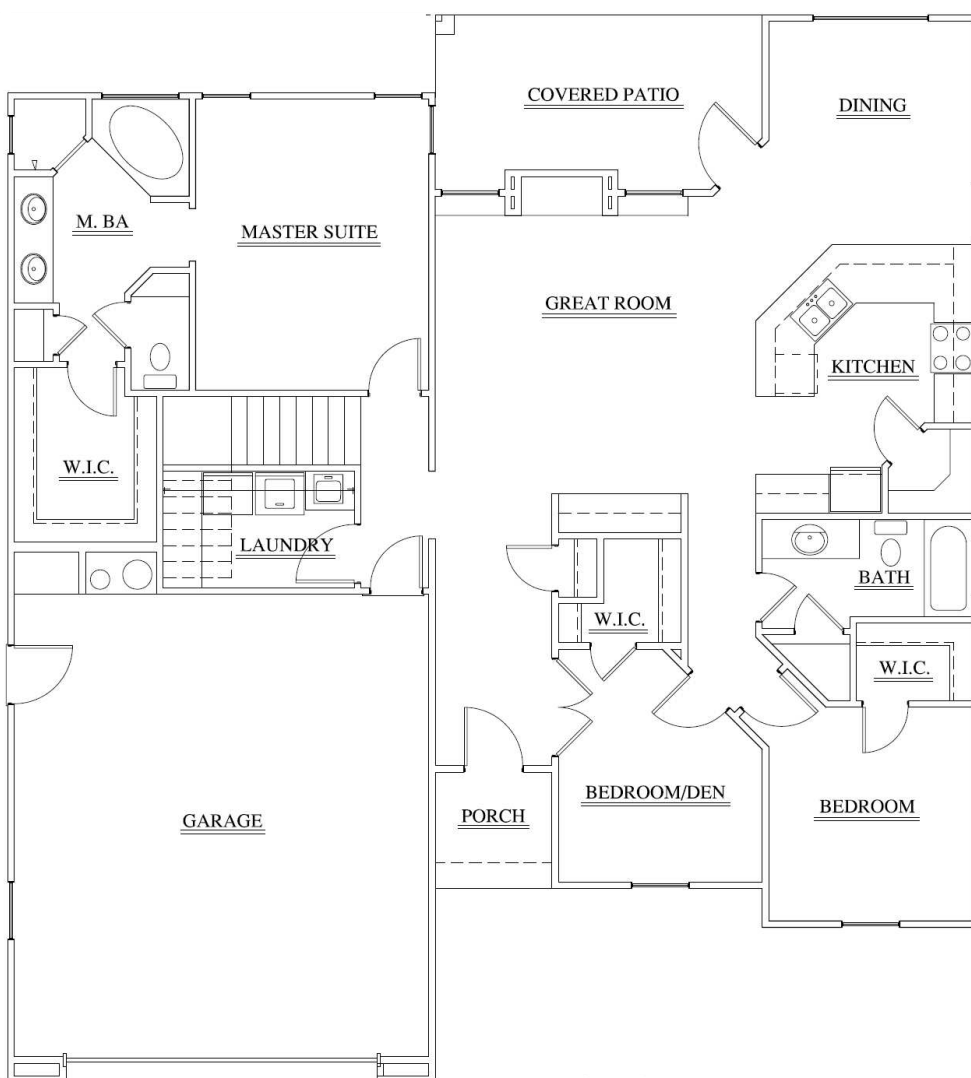 COVERED PATIO
DINING
M. BA
MASTER SUITE
GREAT ROOM
KITCHEN
W.I.C.
LAUNDRY
BATH
W.I.C.
W.I.C.
BEDROOM/DEN
BEDROOM
PORCH
GARAGE